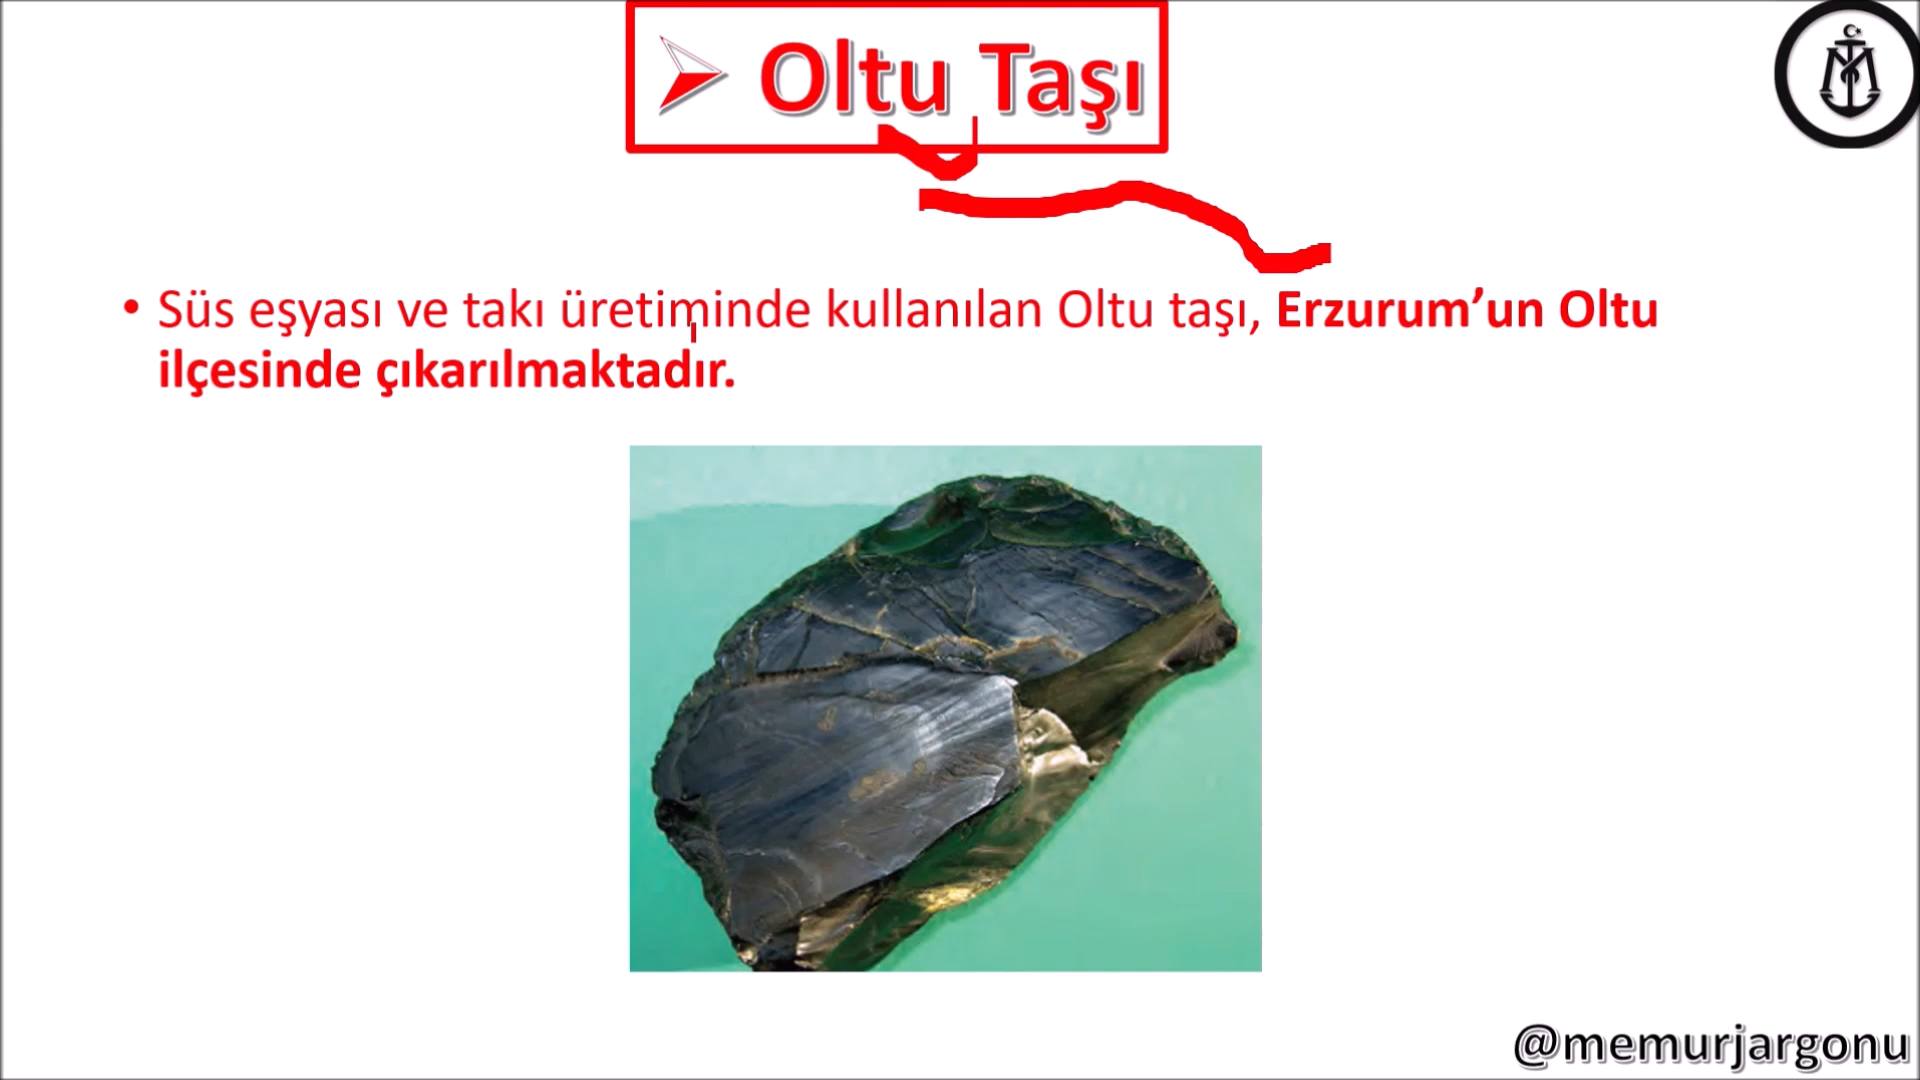 Oltu Taşı
• Süs eşyası ve takı üretiminde kullanılan Oltu taşı, Erzurum’un Oltu
ilçesinde çıkarılmaktadır.
@memurjargonu